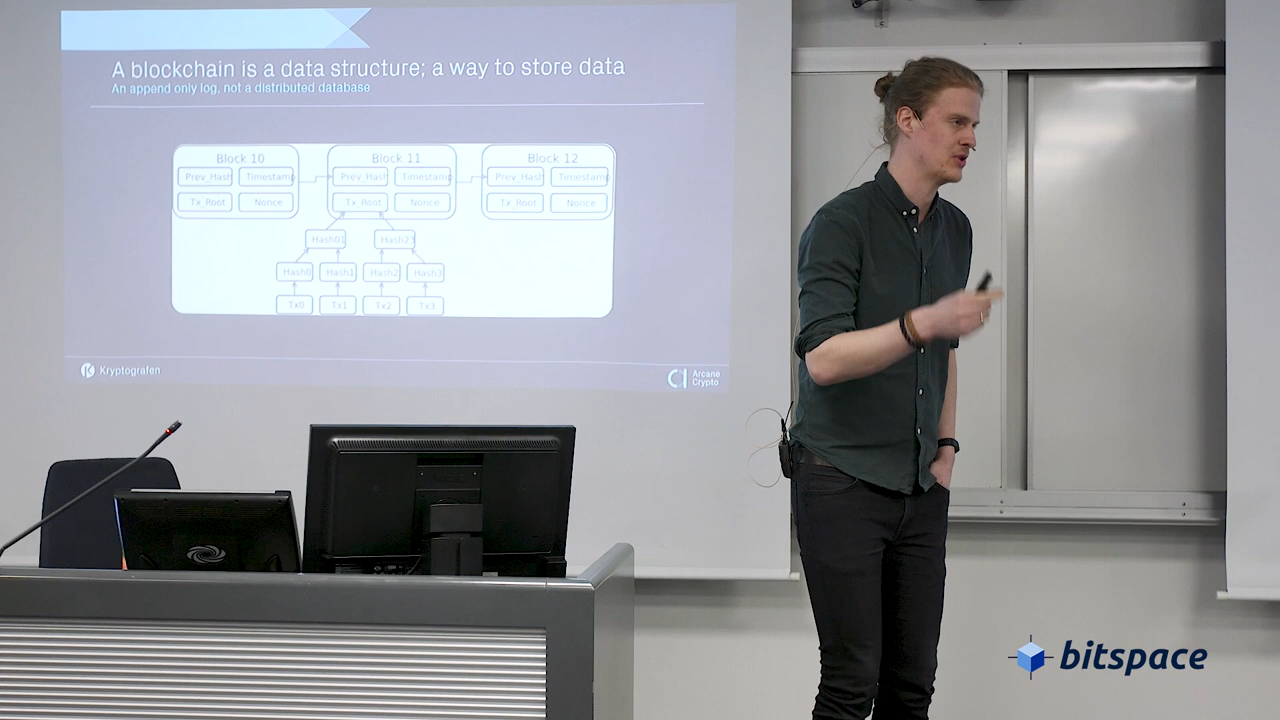 A blockchain is a data structure; a way to store data
An append only log, not a distributed database
Block 10 Block 11 Block 12
Prev_Hash Timestamp Prev_Hash Timestamp Prev_Hash Timestamp
Tx_Root Nonce Tx_Root Nonce Tx_Root Nonce
Hash01 Hash23
Hash0 Hash1 Hash2 Hash3
Tx0 Tx1 Tx2 Tx3
Kryptografen
Arcane
Crypto
bitspace